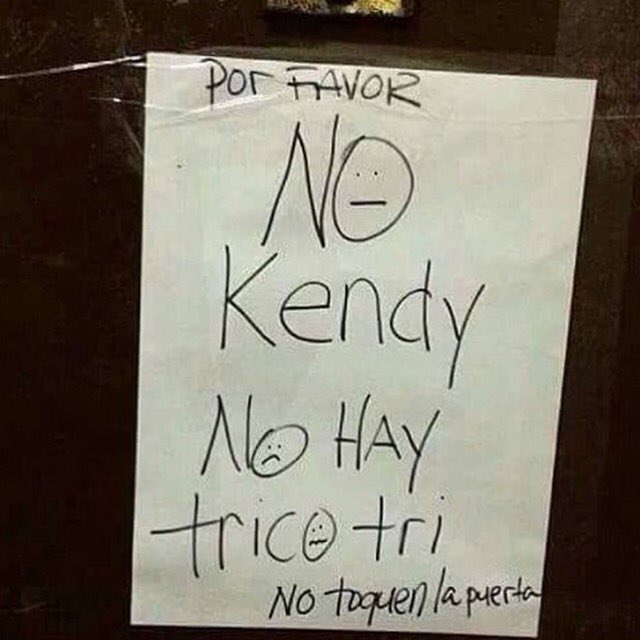 Por FAVOR
NO
Kendy
No HAY
trico tri
No toquen la puerta